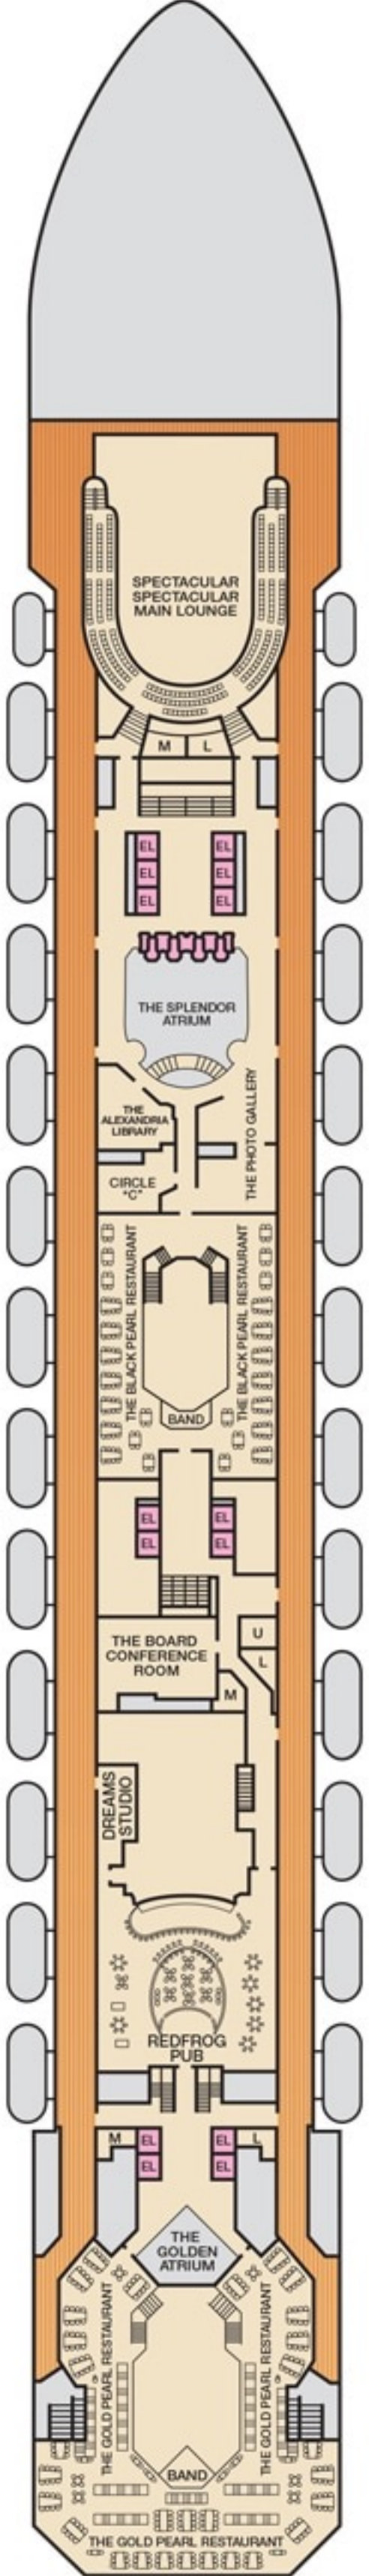 SPECTACULAR
SPECTACULAR
MAIN LOUNGE
M
L
EL
EL
EL
EL
EL
EL
THE SPLENDOR
ATRIUM
THE
ALEXANDRIA
LIBRARY
THE PHOTO GALLERY
CIRCLE
"C"
THE BLACK PEARL RESTAURANT
THE BLACK PEARL RESTAURANT
BAND
EL
EL
EL
EL
THE BOARD
CONFERENCE
ROOM
U
L
M
DREAMS
STUDIO
REDFROG
PUB
M
EL
EL
L
EL
EL
THE
GOLDEN
ATRIUM
THE GOLD PEARL RESTAURANT
THE GOLD PEARL RESTAURANT
BAND
THE GOLD PEARL RESTAURANT